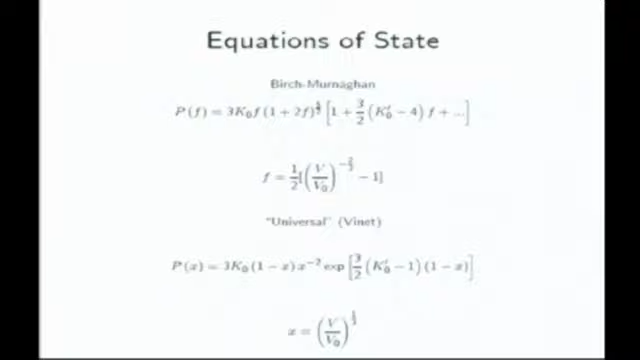 Equations of State
Birch-Murnaghan
P(f) = 3K₀f(1 + 2f)^{5/2} [1 + 3/2 (K₀′ − 4) f + ...]
f = 1/2[(V/V₀)^{−2/3} − 1]
"Universal" (Vinet)
P(x) = 3K₀(1 − x)x⁻² exp[3/2 (K₀′ − 1)(1 − x)]
x = (V/V₀)^{1/3}